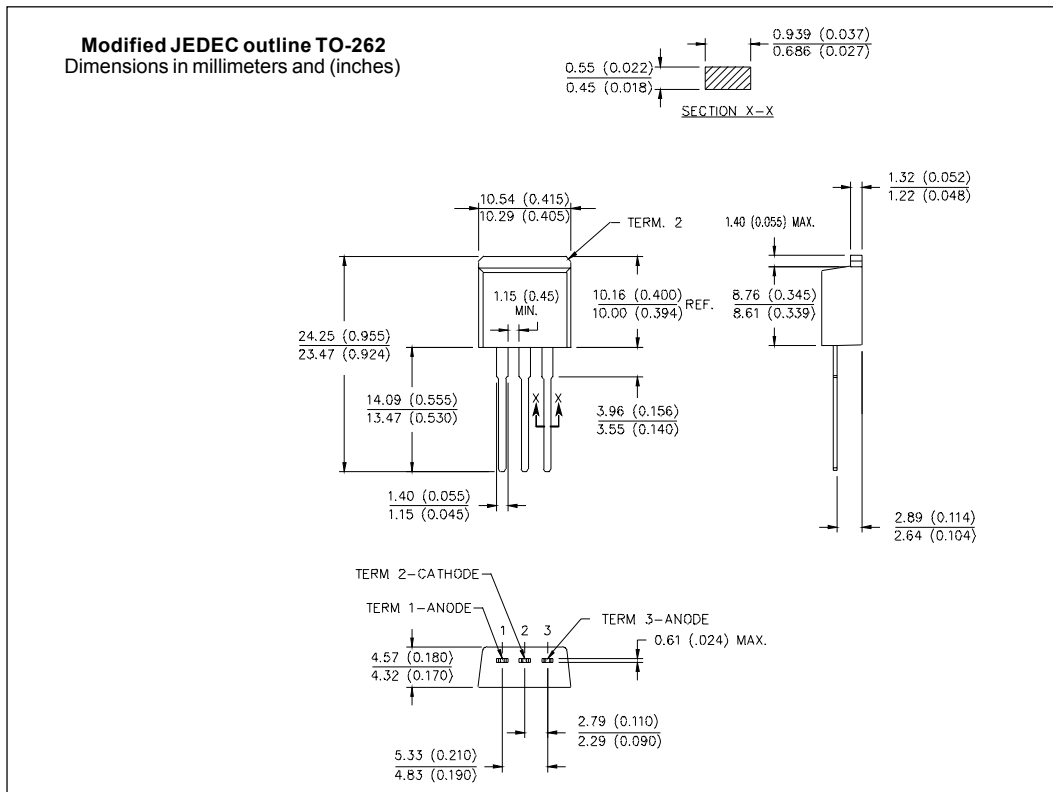 Modified JEDEC outline TO-262
Dimensions in millimeters and (inches)
0.939 (0.037)
0.686 (0.027)
0.55 (0.022)
0.45 (0.018)
SECTION X-X
10.54 (0.415)
10.29 (0.405)
TERM. 2
1.32 (0.052)
1.22 (0.048)
1.40 (0.055) MAX.
1.15 (0.45)
MIN.
10.16 (0.400)
10.00 (0.394)
REF.
8.76 (0.345)
8.61 (0.339)
24.25 (0.955)
23.47 (0.924)
14.09 (0.555)
13.47 (0.530)
X X
3.96 (0.156)
3.55 (0.140)
1.40 (0.055)
1.15 (0.045)
2.89 (0.114)
2.64 (0.104)
TERM 2-CATHODE
TERM 1-ANODE
TERM 3-ANODE
1 2 3
0.61 (.024) MAX.
4.57 (0.180)
4.32 (0.170)
2.79 (0.110)
2.29 (0.090)
5.33 (0.210)
4.83 (0.190)